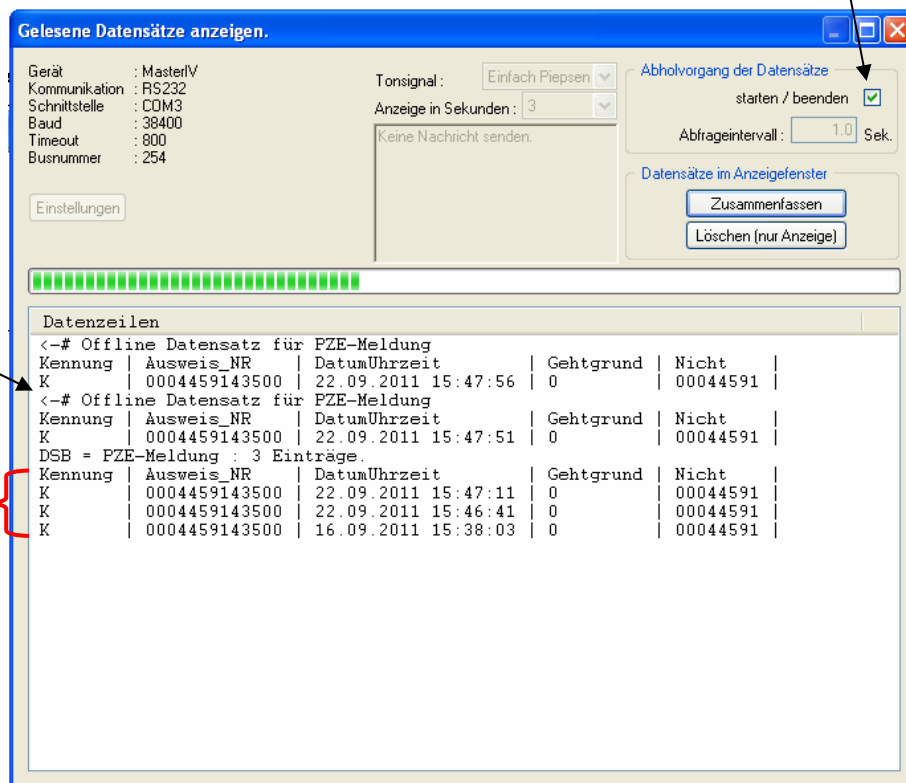 Gelesene Datensätze anzeigen.
Gerät : MasterIV
Kommunikation : RS232
Schnittstelle : COM3
Baud : 38400
Timeout : 800
Busnummer : 254
Einstellungen
Tonsignal : Einfach Piepsen
Anzeige in Sekunden : 3
Keine Nachricht senden.
Abholvorgang der Datensätze
starten / beenden
Abfrageintervall : 1.0 Sek.
Datensätze im Anzeigefenster
Zusammenfassen
Löschen (nur Anzeige)
Datenzeilen
<-# Offline Datensatz für PZE-Meldung
Kennung | Ausweis_NR | DatumUhrzeit | Gehtgrund | Nicht |
K | 0004459143500 | 22.09.2011 15:47:56 | 0 | 00044591 |
<-# Offline Datensatz für PZE-Meldung
Kennung | Ausweis_NR | DatumUhrzeit | Gehtgrund | Nicht |
K | 0004459143500 | 22.09.2011 15:47:51 | 0 | 00044591 |
DSB = PZE-Meldung : 3 Einträge.
Kennung | Ausweis_NR | DatumUhrzeit | Gehtgrund | Nicht |
K | 0004459143500 | 22.09.2011 15:47:11 | 0 | 00044591 |
K | 0004459143500 | 22.09.2011 15:46:41 | 0 | 00044591 |
K | 0004459143500 | 16.09.2011 15:38:03 | 0 | 00044591 |